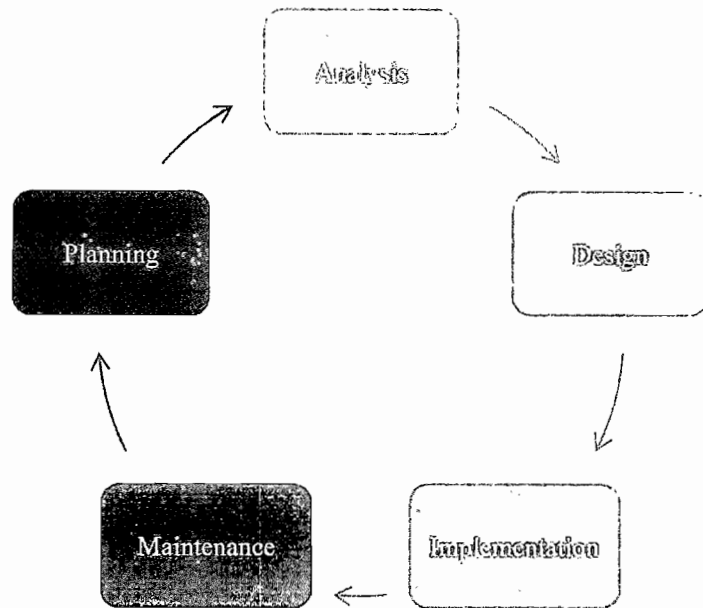 Analysis
Planning
Design
Maintenance
Implementation